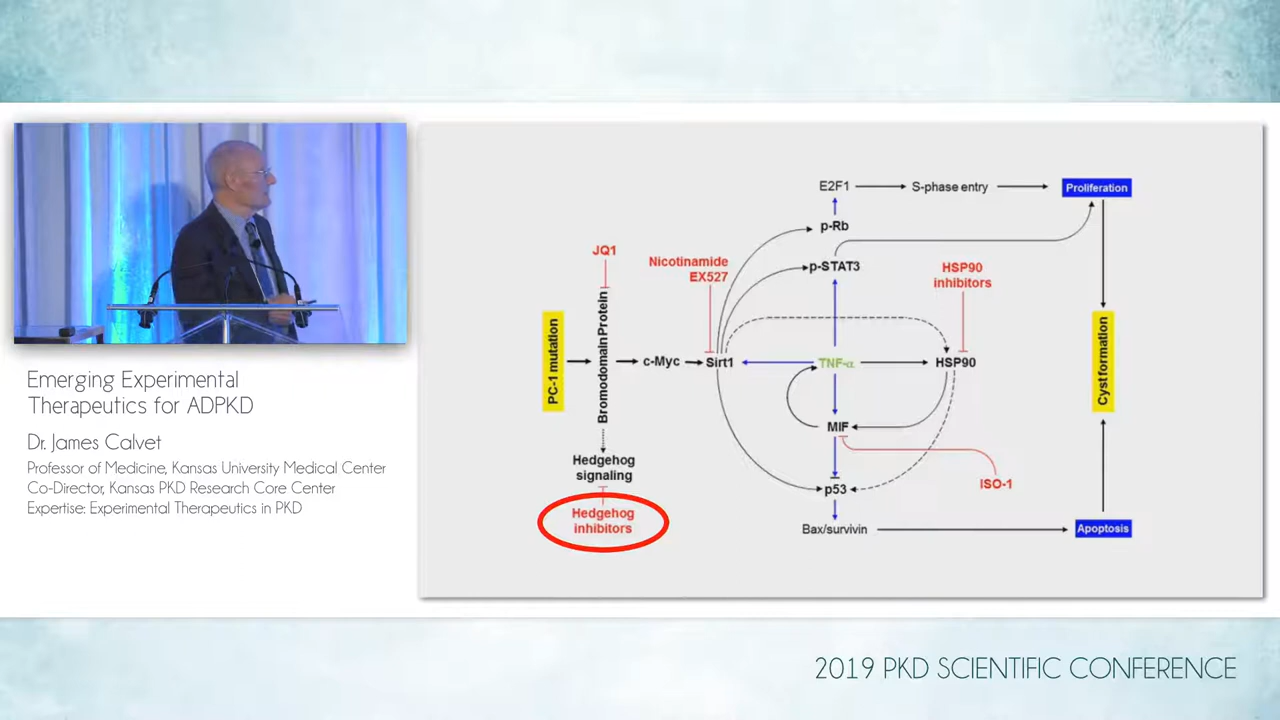 Emerging Experimental
Therapeutics for ADPKD
Dr. James Calvet
Professor of Medicine, Kansas University Medical Center
Co-Director, Kansas PKD Research Core Center
Expertise: Experimental Therapeutics in PKD
E2F1
S-phase entry
Proliferation
p-Rb
JQ1
Nicotinamide
EX527
p-STAT3
HSP90
inhibitors
PC-1 mutation
Bromodomain Protein
c-Myc
Sirt1
TNF-α
HSP90
Cyst formation
MIF
Hedgehog
signaling
ISO-1
p53
Hedgehog
inhibitors
Bax/survivin
Apoptosis
2019 PKD SCIENTIFIC CONFERENCE